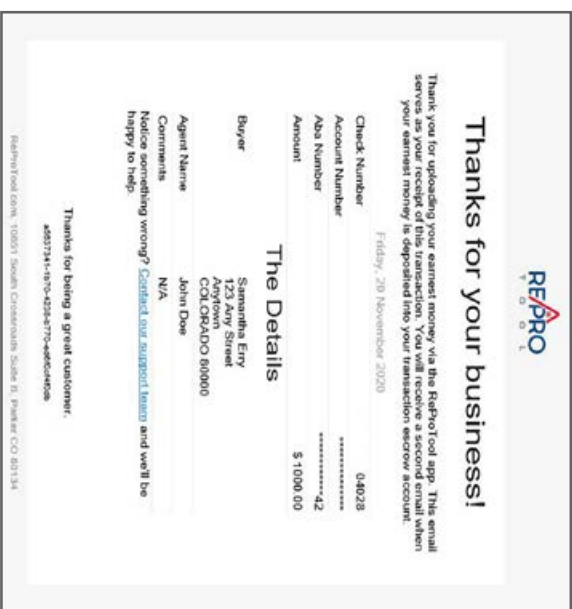 REPRO
TOOL
Thanks for your business!
Thank you for uploading your earnest money via the ReProTool app. This email
serves as your receipt of this transaction. You will receive a second email when
your earnest money is deposited into your transaction escrow account.
Friday, 20 November 2020
Check Number 04028
Account Number **************
Aba Number ************42
Amount $ 1000.00
The Details
Buyer Samantha Erry
123 Any Street
Anytown
COLORADO 80000
Agent Name John Doe
Comments N/A
Notice something wrong? Contact our support team and we'll be
happy to help.
Thanks for being a great customer.
ReProTool.com, 10851 South Crossroads Suite B, Parker CO 80134